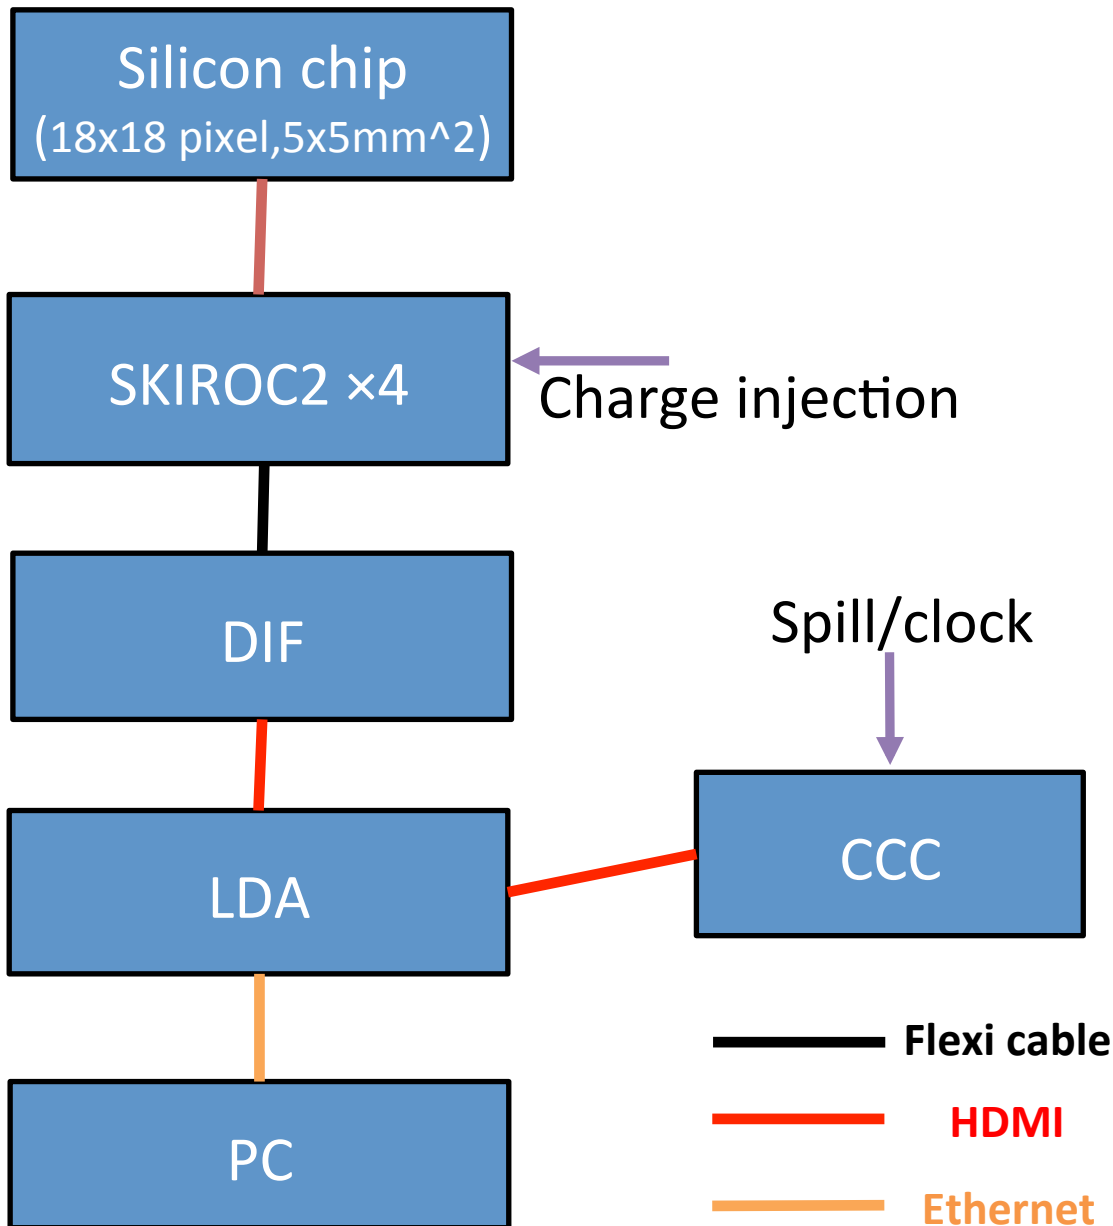 Silicon chip
(18x18 pixel,5x5mm^2)
SKIROC2 ×4
Charge injection
DIF
Spill/clock
CCC
LDA
Flexi cable
HDMI
PC
Ethernet